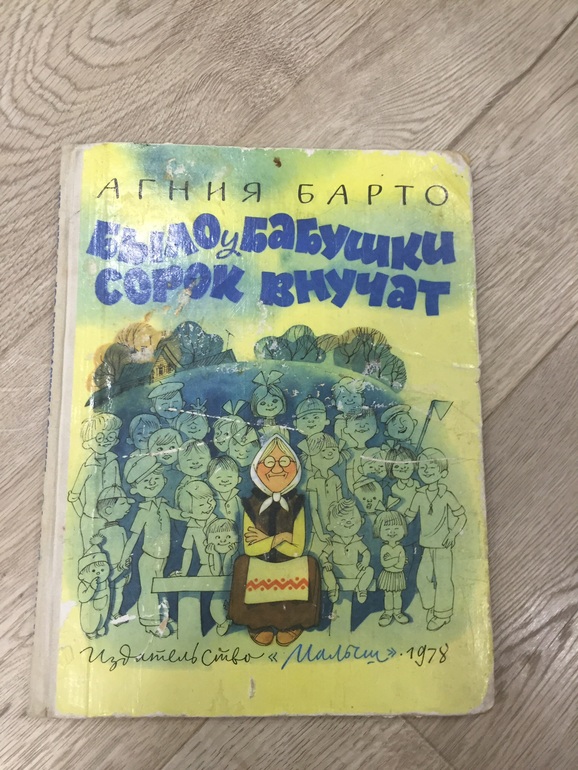 АГНИЯ БАРТО
БЫЛО у БАБУШКИ
СОРОК ВНУЧАТ
Издательство «Малыш»·1978